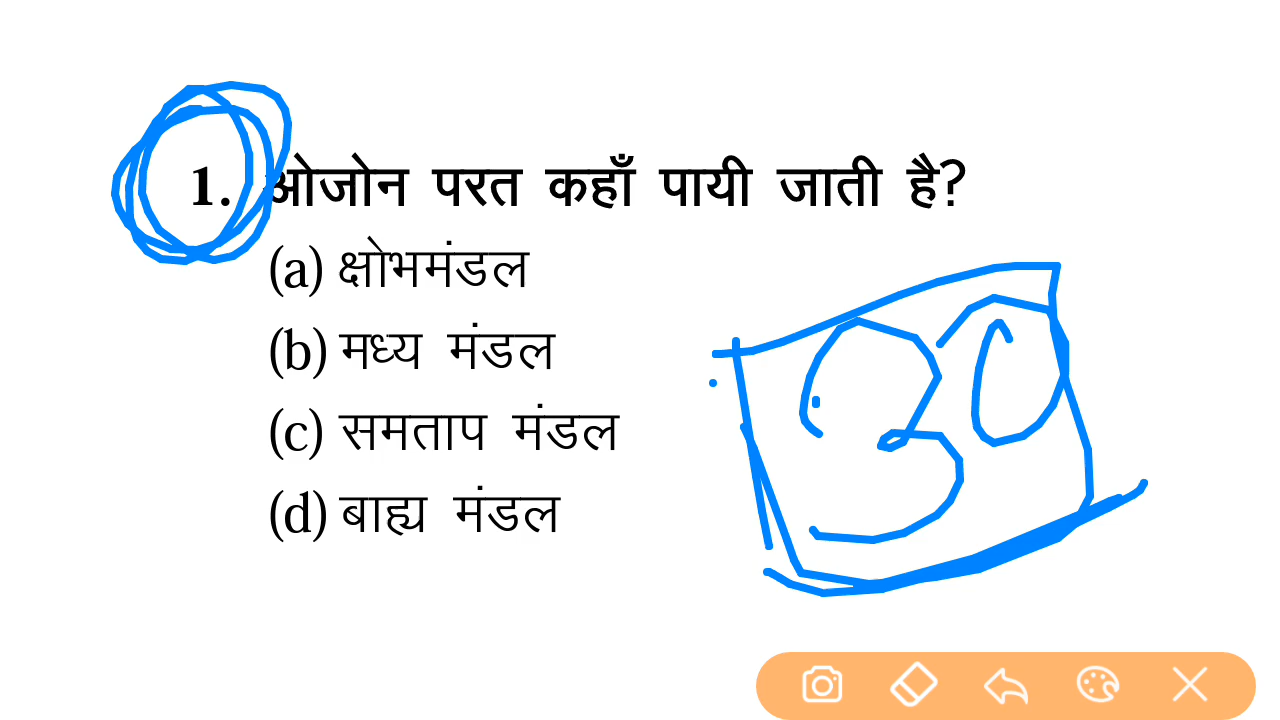 1. ओजोन परत कहाँ पायी जाती है?
(a) क्षोभमंडल
(b) मध्य मंडल
(c) समताप मंडल
(d) बाह्य मंडल
30